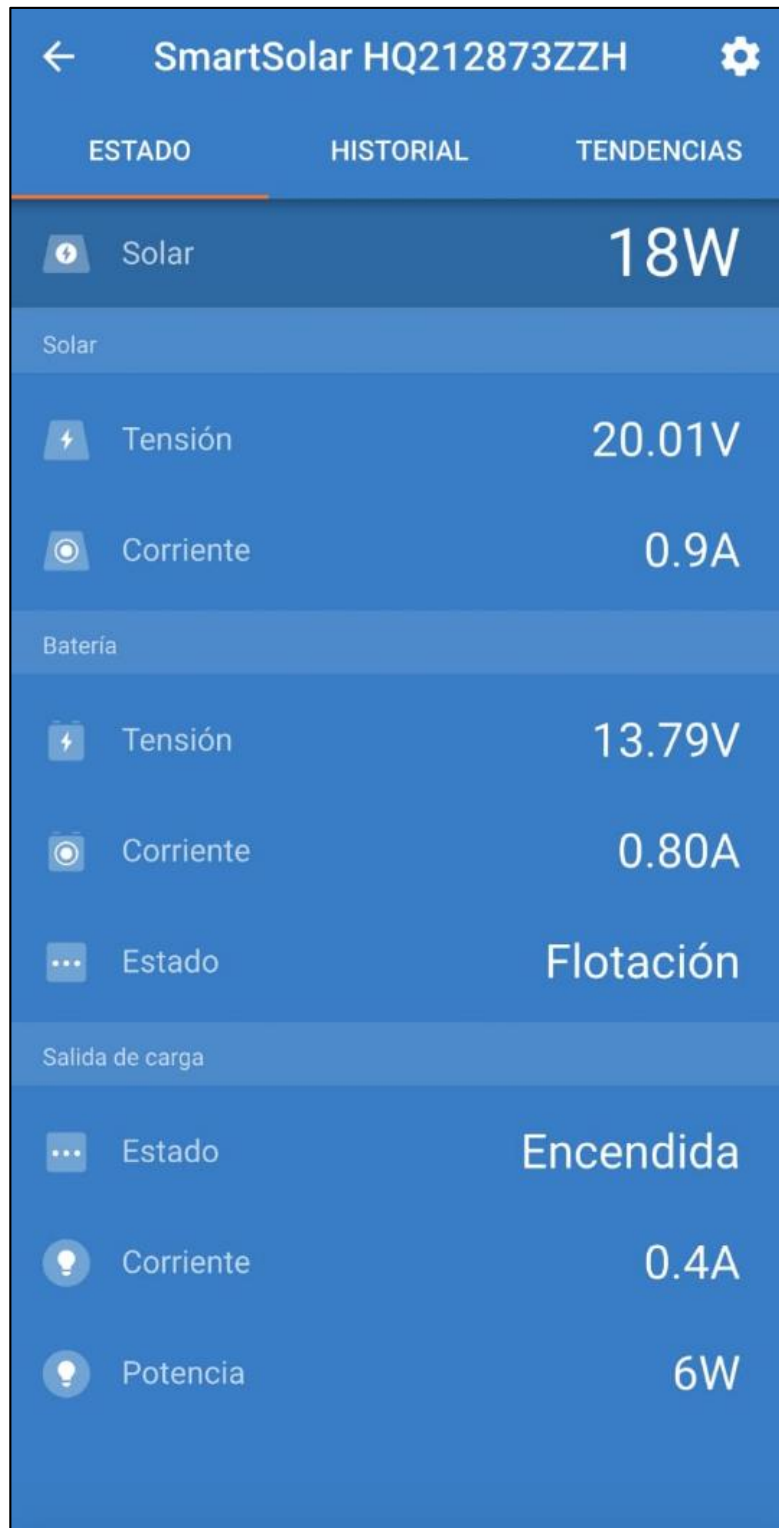 SmartSolar HQ212873ZZH
ESTADO HISTORIAL TENDENCIAS
Solar 18W
Solar
Tensión 20.01V
Corriente 0.9A
Batería
Tensión 13.79V
Corriente 0.80A
Estado Flotación
Salida de carga
Estado Encendida
Corriente 0.4A
Potencia 6W